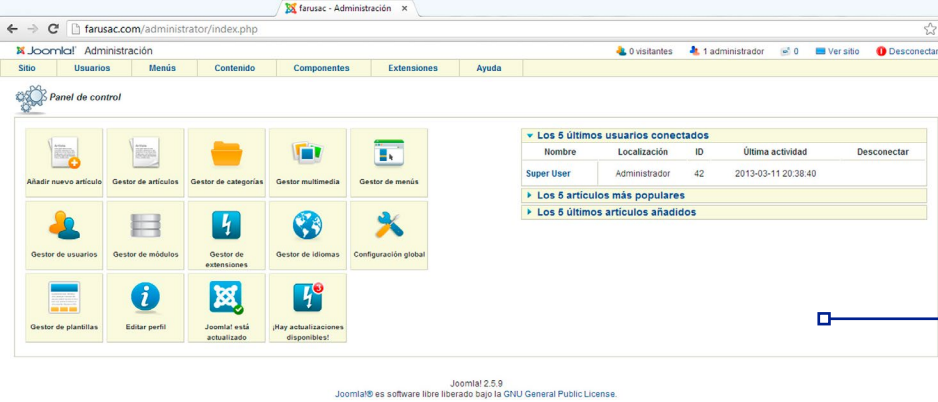 farusac - Administración ×
farusac.com/administrator/index.php
Joomla! Administración 0 visitantes 1 administrador 0 Ver sitio Desconectar
Sitio Usuarios Menús Contenido Componentes Extensiones Ayuda
Panel de control
Añadir nuevo artículo Gestor de artículos Gestor de categorías Gestor multimedia Gestor de menús
Gestor de usuarios Gestor de módulos Gestor de extensiones Gestor de idiomas Configuración global
3
Gestor de plantillas Editar perfil Joomla! está actualizado ¡Hay actualizaciones disponibles!
Los 5 últimos usuarios conectados
Nombre Localización ID Última actividad Desconectar
Super User Administrador 42 2013-03-11 20:38:40
Los 5 artículos más populares
Los 5 últimos artículos añadidos
Joomla! 2.5.9
Joomla!® es software libre liberado bajo la GNU General Public License.